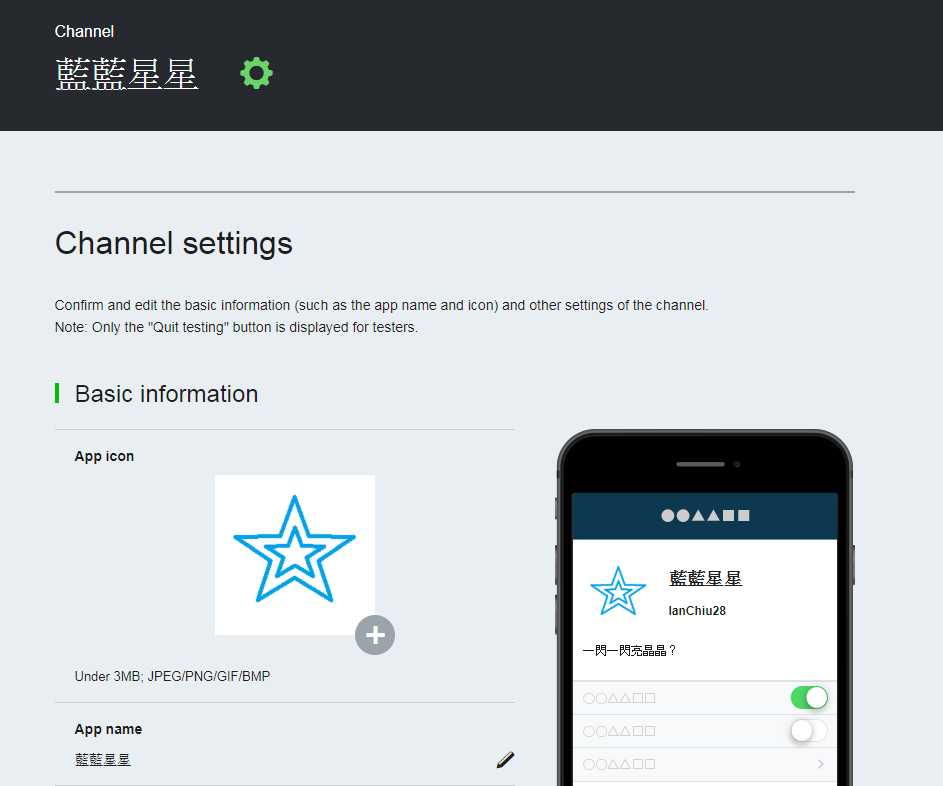 Channel
藍藍星星
Channel settings
Confirm and edit the basic information (such as the app name and icon) and other settings of the channel.
Note: Only the "Quit testing" button is displayed for testers.
Basic information
App icon
Under 3MB; JPEG/PNG/GIF/BMP
App name
藍藍星星
●●▲▲■■
藍藍星星
IanChiu28
一閃一閃亮晶晶？
○○△△□□
○○△△□□
○○△△□□